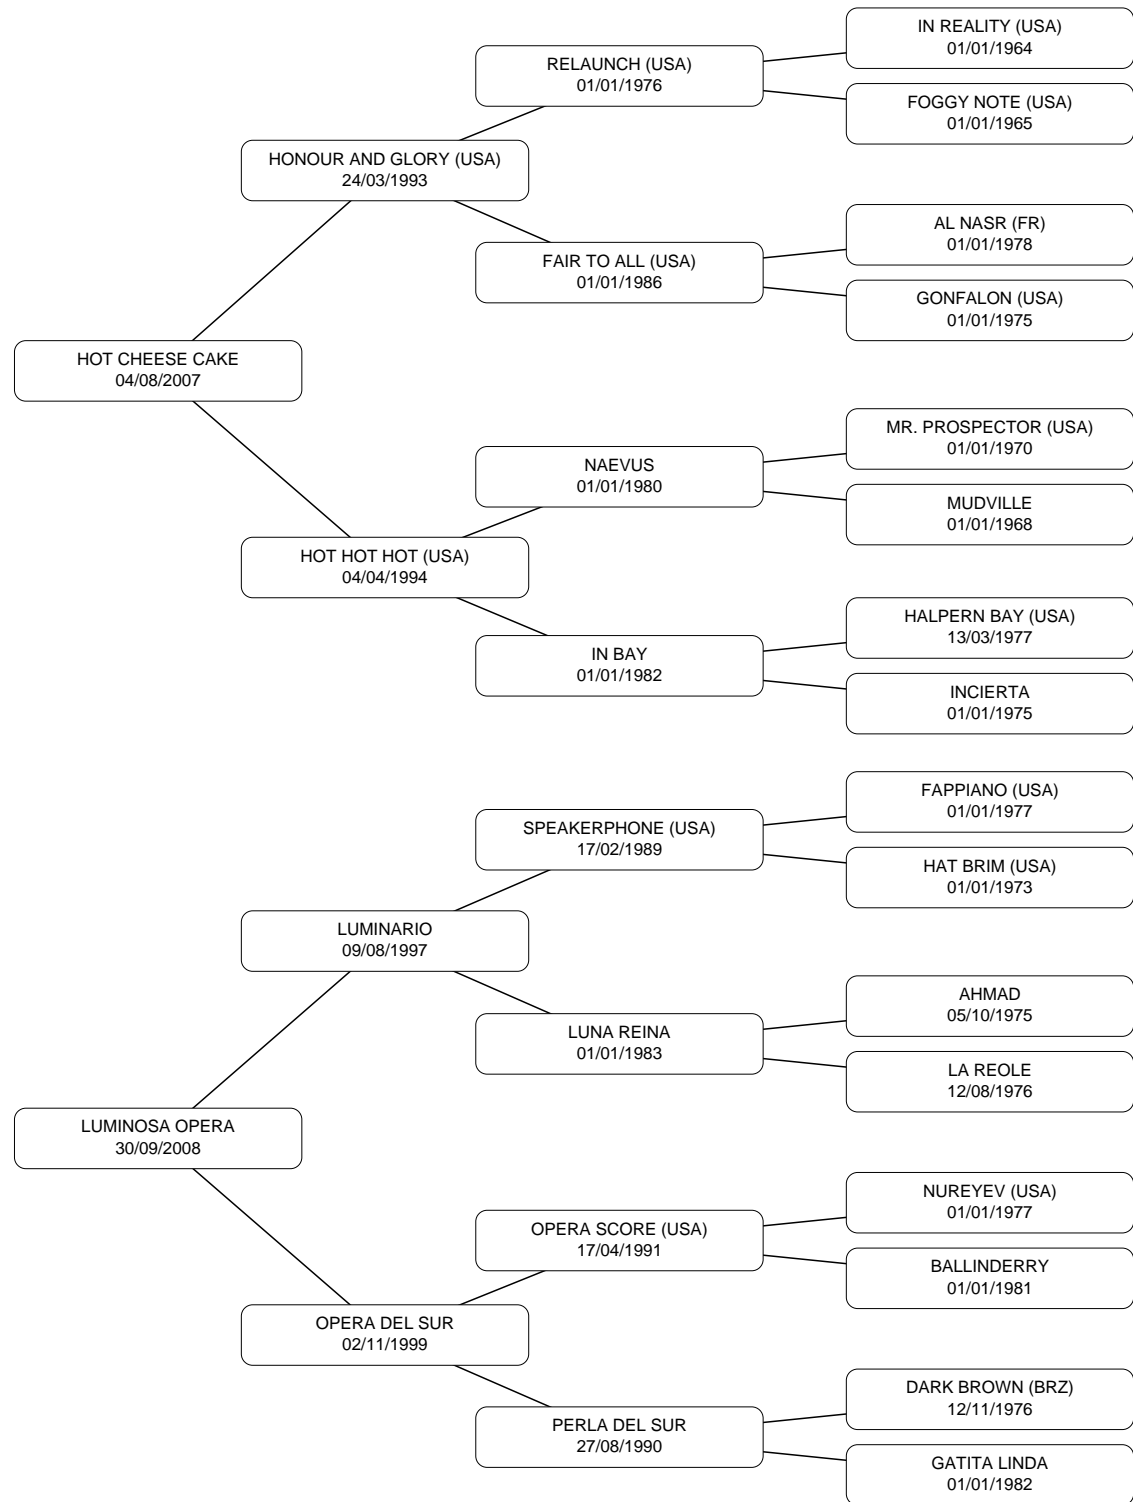 IN REALITY (USA)
01/01/1964
RELAUNCH (USA)
01/01/1976
FOGGY NOTE (USA)
01/01/1965
HONOUR AND GLORY (USA)
24/03/1993
AL NASR (FR)
01/01/1978
FAIR TO ALL (USA)
01/01/1986
GONFALON (USA)
01/01/1975
HOT CHEESE CAKE
04/08/2007
MR. PROSPECTOR (USA)
01/01/1970
NAEVUS
01/01/1980
MUDVILLE
01/01/1968
HOT HOT HOT (USA)
04/04/1994
HALPERN BAY (USA)
13/03/1977
IN BAY
01/01/1982
INCIERTA
01/01/1975
FAPPIANO (USA)
01/01/1977
SPEAKERPHONE (USA)
17/02/1989
HAT BRIM (USA)
01/01/1973
LUMINARIO
09/08/1997
AHMAD
05/10/1975
LUNA REINA
01/01/1983
LA REOLE
12/08/1976
LUMINOSA OPERA
30/09/2008
NUREYEV (USA)
01/01/1977
OPERA SCORE (USA)
17/04/1991
BALLINDERRY
01/01/1981
OPERA DEL SUR
02/11/1999
DARK BROWN (BRZ)
12/11/1976
PERLA DEL SUR
27/08/1990
GATITA LINDA
01/01/1982